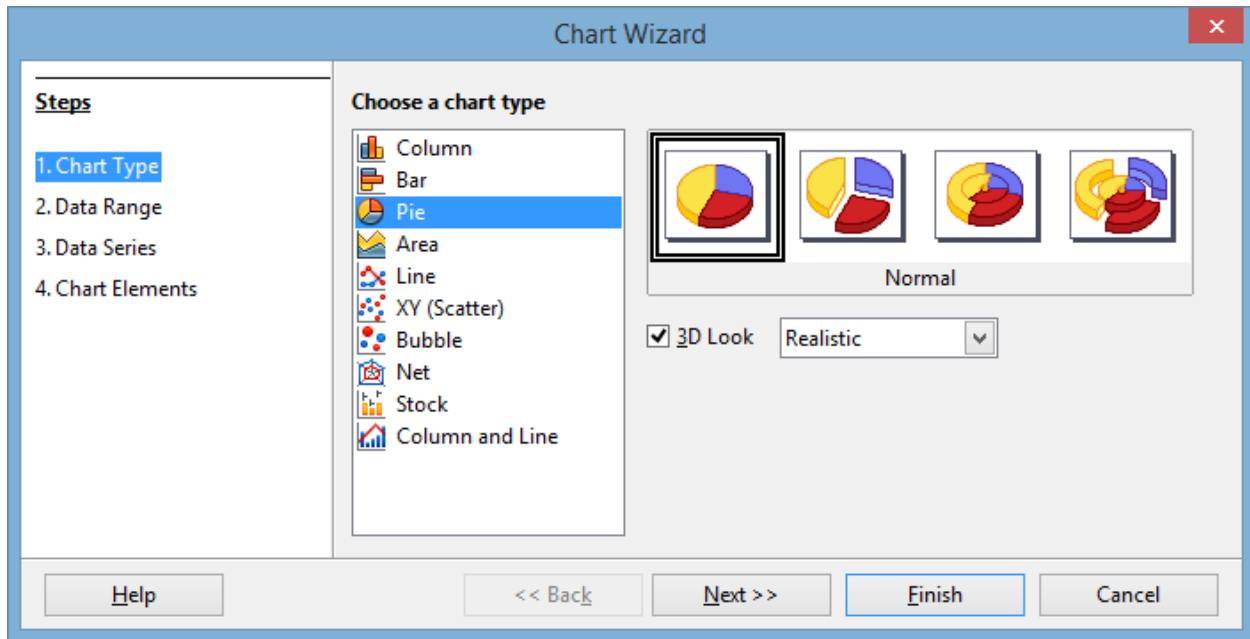 Chart Wizard
Steps
1. Chart Type
2. Data Range
3. Data Series
4. Chart Elements
Choose a chart type
Column
Bar
Pie
Area
Line
XY (Scatter)
Bubble
Net
Stock
Column and Line
Normal
3D Look
Realistic
Help
<< Back
Next >>
Finish
Cancel